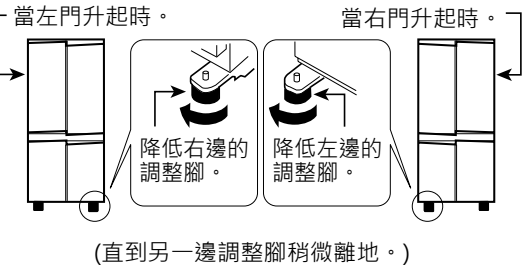 當左門升起時。
當右門升起時。
降低右邊的
調整腳。
降低左邊的
調整腳。
(直到另一邊調整腳稍微離地。)